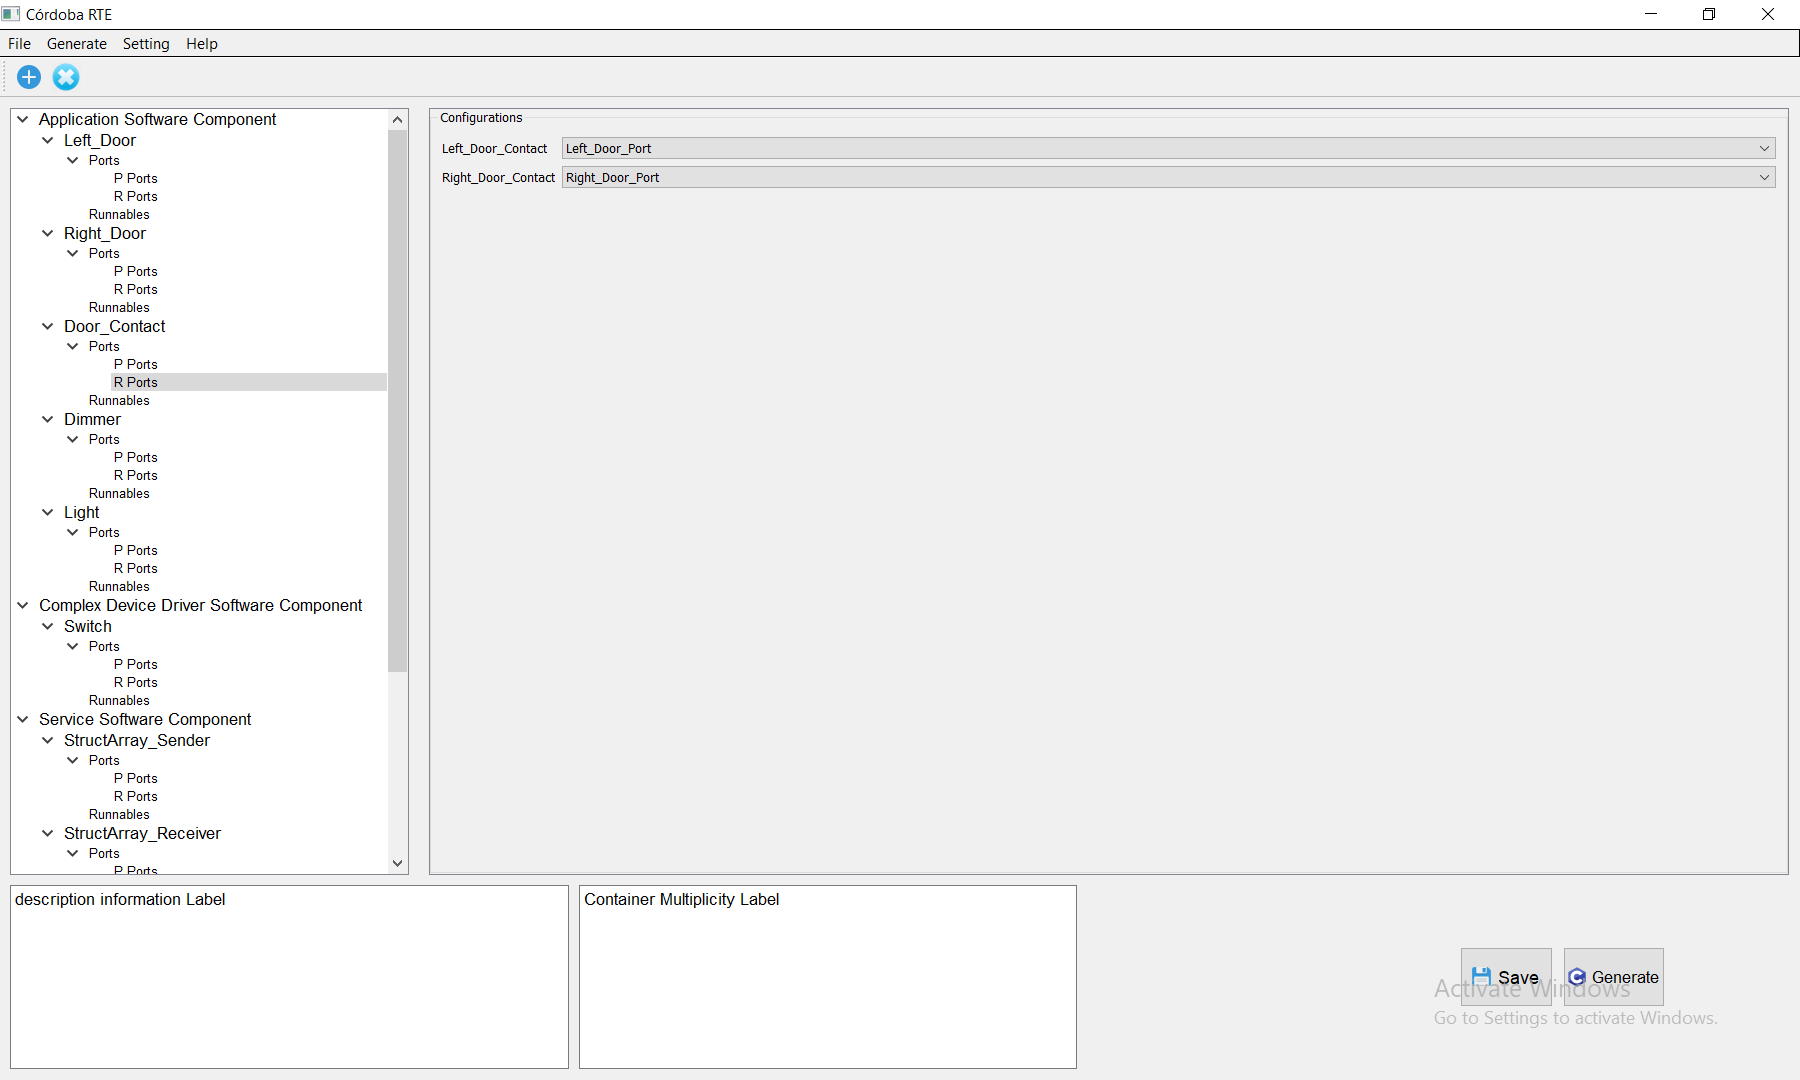 Córdoba RTE
File Generate Setting Help
Application Software Component
Left_Door
Ports
P Ports
R Ports
Runnables
Right_Door
Ports
P Ports
R Ports
Runnables
Door_Contact
Ports
P Ports
R Ports
Runnables
Dimmer
Ports
P Ports
R Ports
Runnables
Light
Ports
P Ports
R Ports
Runnables
Complex Device Driver Software Component
Switch
Ports
P Ports
R Ports
Runnables
Service Software Component
StructArray_Sender
Ports
P Ports
R Ports
Runnables
StructArray_Receiver
Ports
P Ports
Configurations
Left_Door_Contact Left_Door_Port
Right_Door_Contact Right_Door_Port
description information Label
Container Multiplicity Label
Save Generate
Activate Windows
Go to Settings to activate Windows.